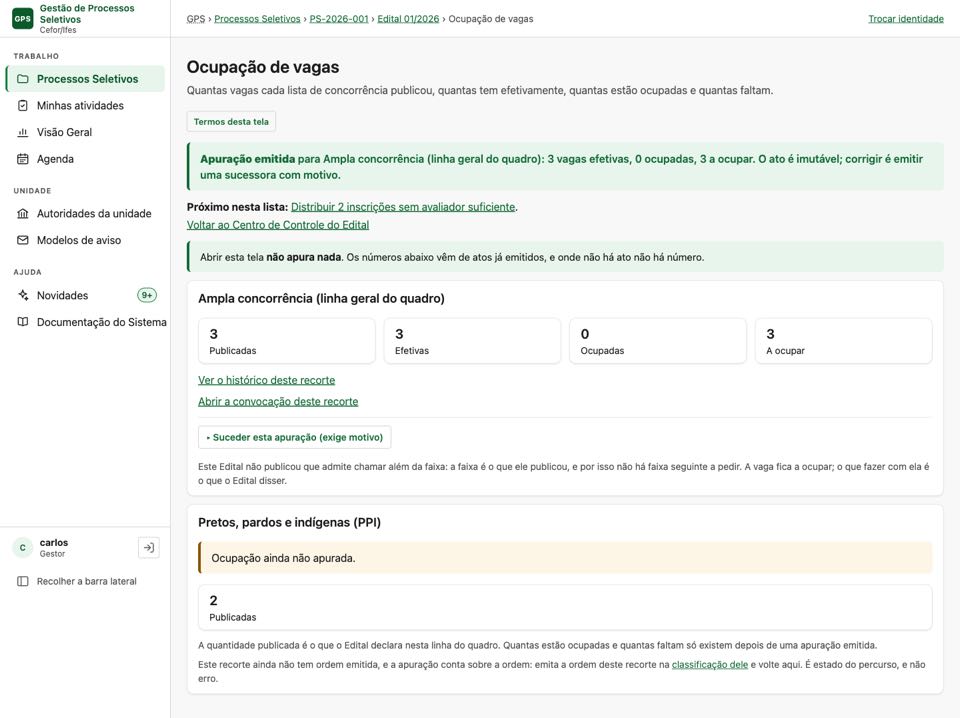 GPS
Gestão de Processos
Seletivos
Cefor/Ifes
GPS › Processos Seletivos › PS-2026-001 › Edital 01/2026 › Ocupação de vagas
Trocar identidade
TRABALHO
Processos Seletivos
Minhas atividades
Visão Geral
Agenda
UNIDADE
Autoridades da unidade
Modelos de aviso
AJUDA
Novidades 9+
Documentação do Sistema
C
carlos
Gestor
Recolher a barra lateral
Ocupação de vagas
Quantas vagas cada lista de concorrência publicou, quantas tem efetivamente, quantas estão ocupadas e quantas faltam.
Termos desta tela
Apuração emitida para Ampla concorrência (linha geral do quadro): 3 vagas efetivas, 0 ocupadas, 3 a ocupar. O ato é imutável; corrigir é emitir
uma sucessora com motivo.
Próximo nesta lista: Distribuir 2 inscrições sem avaliador suficiente.
Voltar ao Centro de Controle do Edital
Abrir esta tela não apura nada. Os números abaixo vêm de atos já emitidos, e onde não há ato não há número.
Ampla concorrência (linha geral do quadro)
3
Publicadas
3
Efetivas
0
Ocupadas
3
A ocupar
Ver o histórico deste recorte
Abrir a convocação deste recorte
Suceder esta apuração (exige motivo)
Este Edital não publicou que admite chamar além da faixa: a faixa é o que ele publicou, e por isso não há faixa seguinte a pedir. A vaga fica a ocupar; o que fazer com ela é
o que o Edital disser.
Pretos, pardos e indígenas (PPI)
Ocupação ainda não apurada.
2
Publicadas
A quantidade publicada é o que o Edital declara nesta linha do quadro. Quantas estão ocupadas e quantas faltam só existem depois de uma apuração emitida.
Este recorte ainda não tem ordem emitida, e a apuração conta sobre a ordem: emita a ordem deste recorte na classificação dele e volte aqui. É estado do percurso, e não
erro.